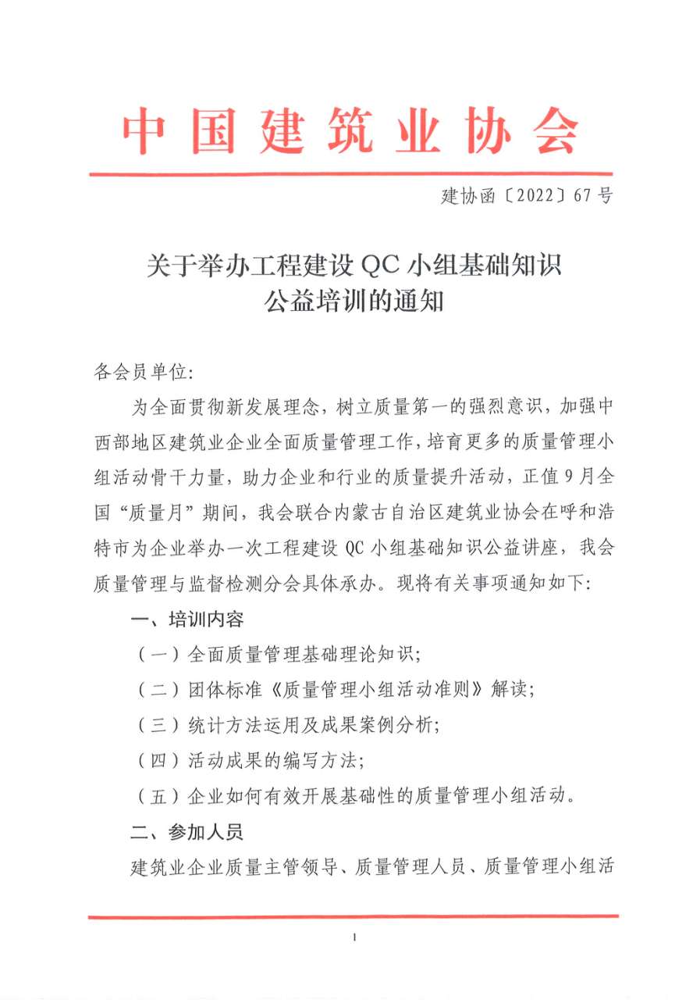 中国建筑业协会
建协函〔2022〕67号
关于举办工程建设 QC 小组基础知识
公益培训的通知
各会员单位：
为全面贯彻新发展理念，树立质量第一的强烈意识，加强中
西部地区建筑业企业全面质量管理工作，培育更多的质量管理小
组活动骨干力量，助力企业和行业的质量提升活动，正值 9 月全
国“质量月”期间，我会联合内蒙古自治区建筑业协会在呼和浩
特市为企业举办一次工程建设 QC 小组基础知识公益讲座，我会
质量管理与监督检测分会具体承办。现将有关事项通知如下：
一、培训内容
（一）全面质量管理基础理论知识；
（二）团体标准《质量管理小组活动准则》解读；
（三）统计方法运用及成果案例分析；
（四）活动成果的编写方法；
（五）企业如何有效开展基础性的质量管理小组活动。
二、参加人员
建筑业企业质量主管领导、质量管理人员、质量管理小组活
1